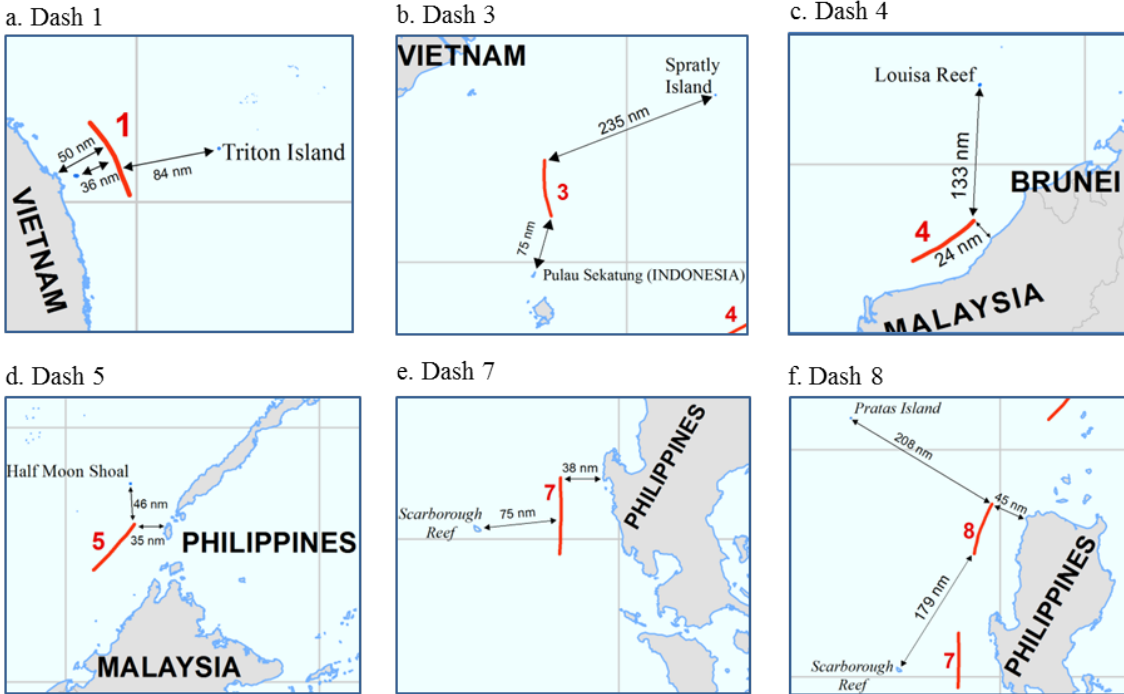 a. Dash 1
1
50 nm
36 nm
84 nm
Triton Island
VIETNAM
b. Dash 3
VIETNAM
Spratly
Island
235 nm
3
75 nm
Pulau Sekatung (INDONESIA)
4
c. Dash 4
Louisa Reef
133 nm
BRUNEI
4
24 nm
MALAYSIA
d. Dash 5
Half Moon Shoal
46 nm
35 nm
5
PHILIPPINES
MALAYSIA
e. Dash 7
38 nm
7
75 nm
Scarborough
Reef
PHILIPPINES
f. Dash 8
Pratas Island
208 nm
45 nm
8
179 nm
PHILIPPINES
7
Scarborough
Reef